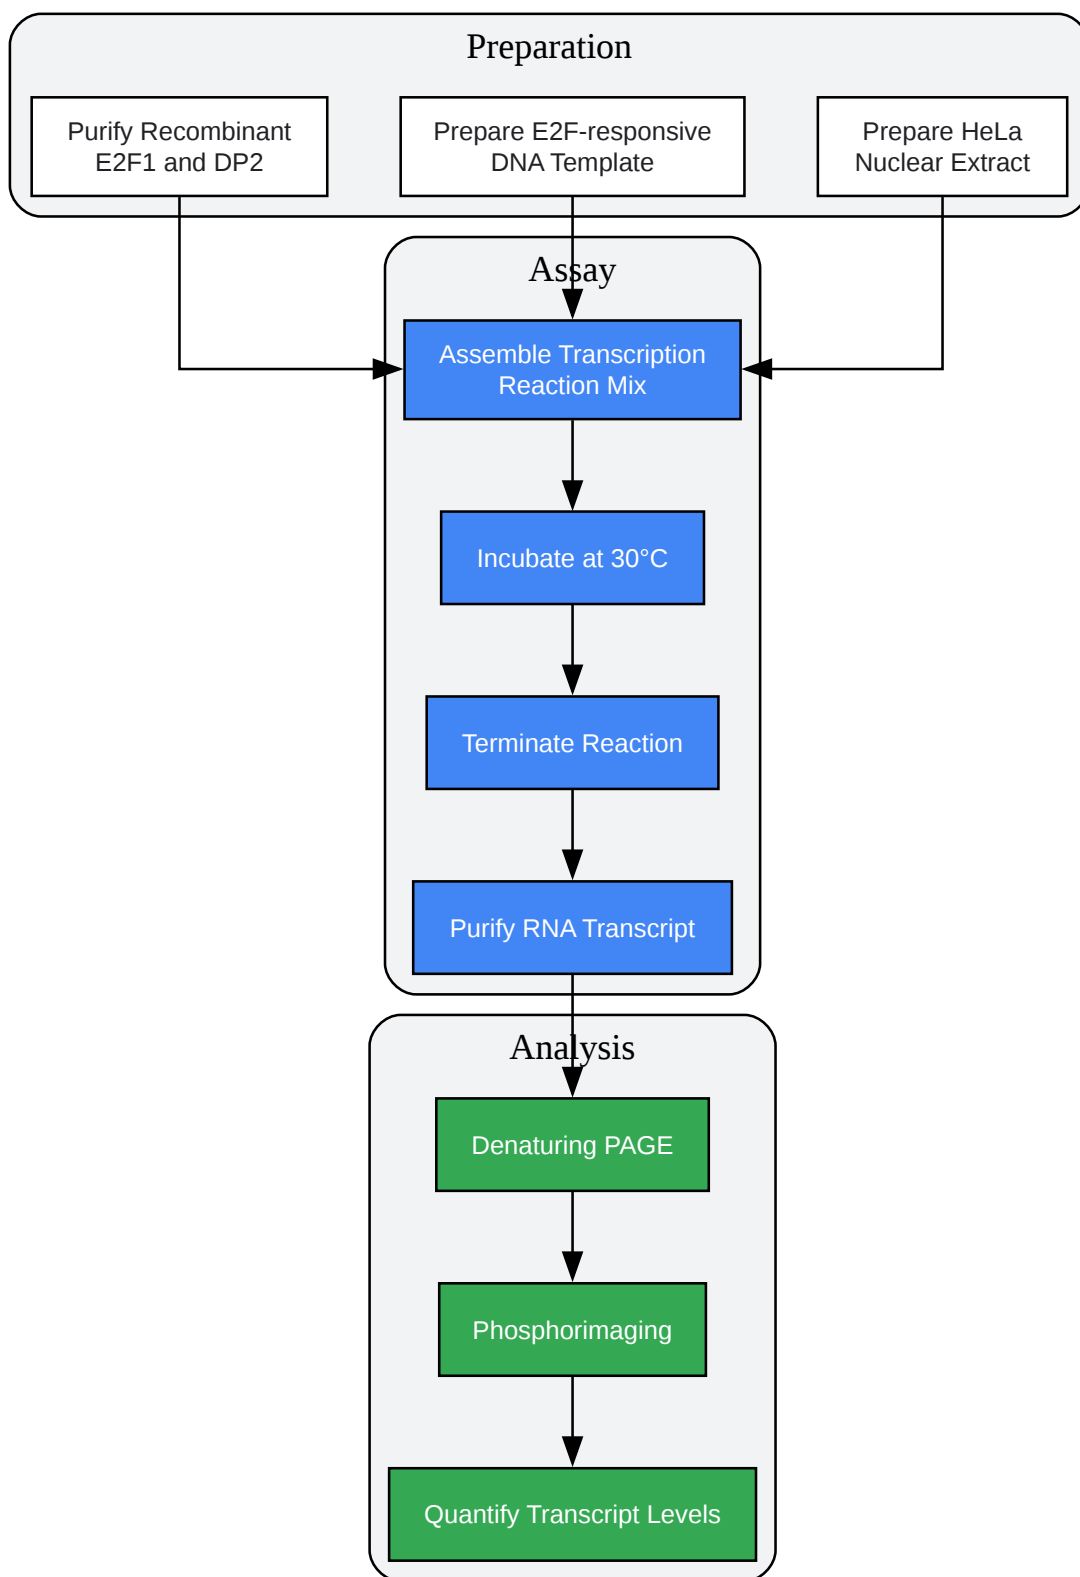 Preparation
Purify Recombinant
E2F1 and DP2
Prepare E2F-responsive
DNA Template
Prepare HeLa
Nuclear Extract
Assay
Assemble Transcription
Reaction Mix
Incubate at 30°C
Terminate Reaction
Purify RNA Transcript
Analysis
Denaturing PAGE
Phosphorimaging
Quantify Transcript Levels